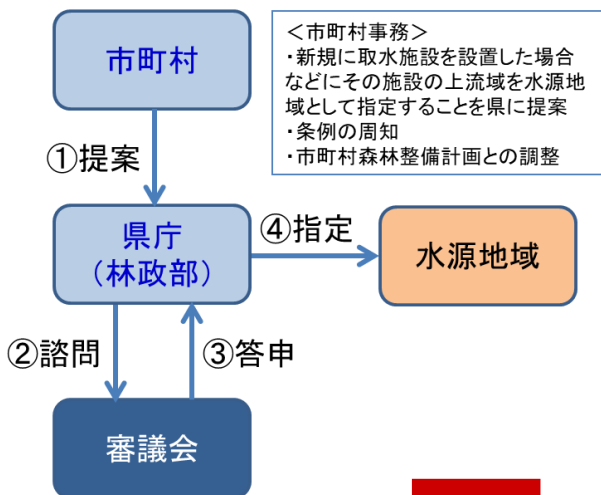 市町村
＜市町村事務＞
・新規に取水施設を設置した場合
などにその施設の上流域を水源地
域として指定することを県に提案
・条例の周知
・市町村森林整備計画との調整
①提案
県庁
（林政部）
④指定
水源地域
②諮問
③答申
審議会